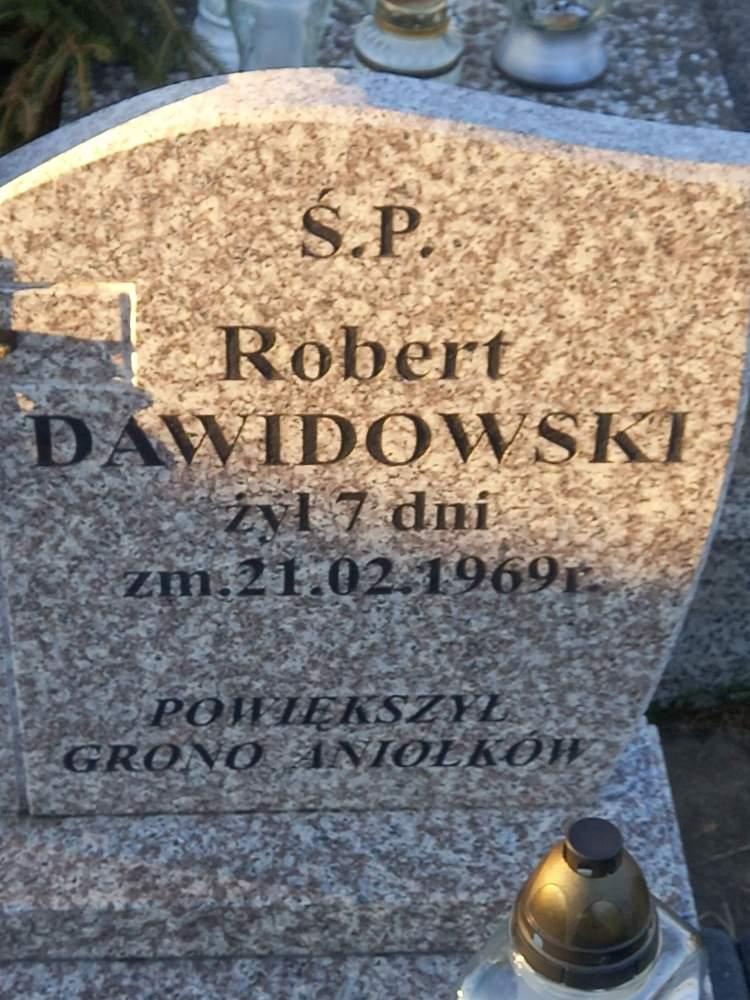 Ś.P.
Robert
DAWIDOWSKI
żył 7 dni
zm.21.02.1969r.
POWIĘKSZYŁ
GRONO ANIOŁKÓW